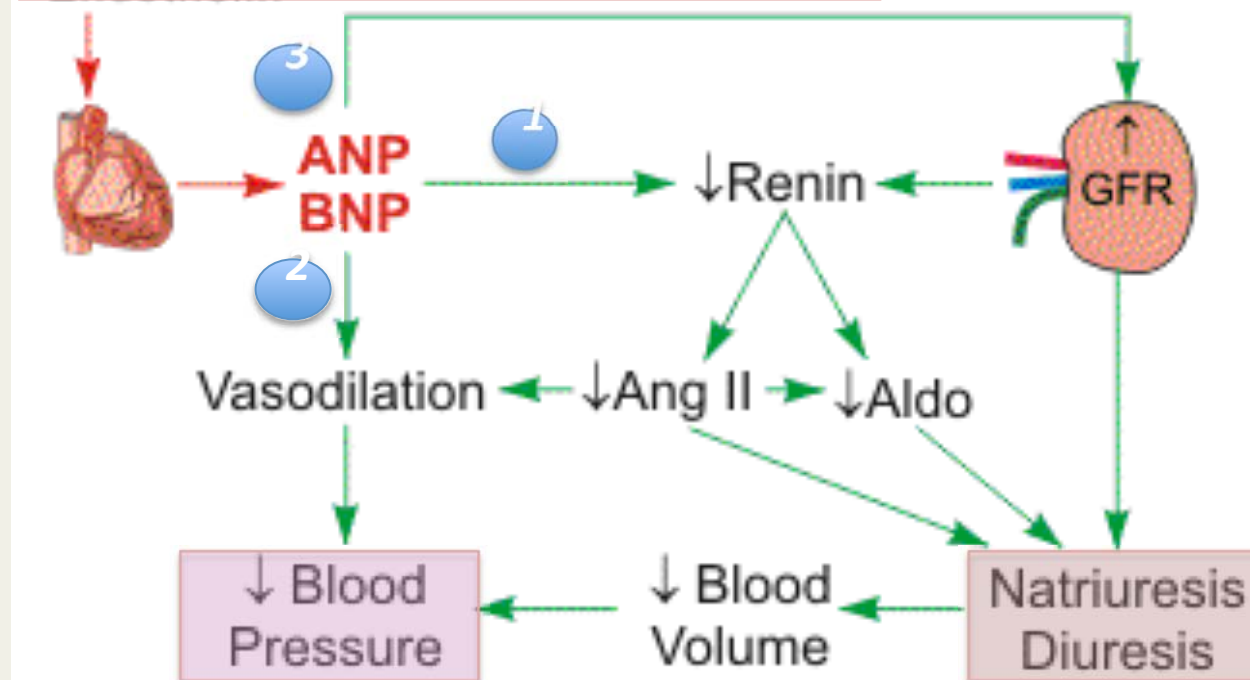 3
1
ANP
BNP
↓Renin
↑
GFR
2
Vasodilation
↓Ang II
↓Aldo
↓ Blood
Pressure
↓ Blood
Volume
Natriuresis
Diuresis